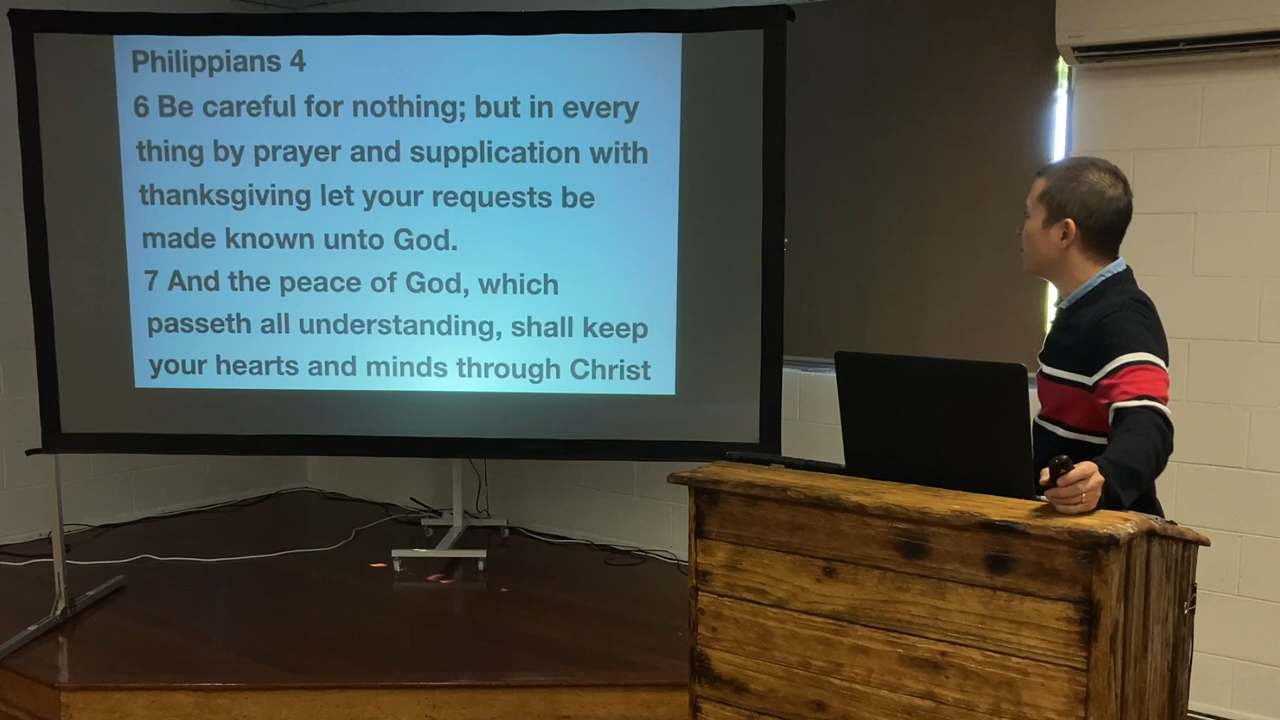 Philippians 4
6 Be careful for nothing; but in every
thing by prayer and supplication with
thanksgiving let your requests be
made known unto God.
7 And the peace of God, which
passeth all understanding, shall keep
your hearts and minds through Christ